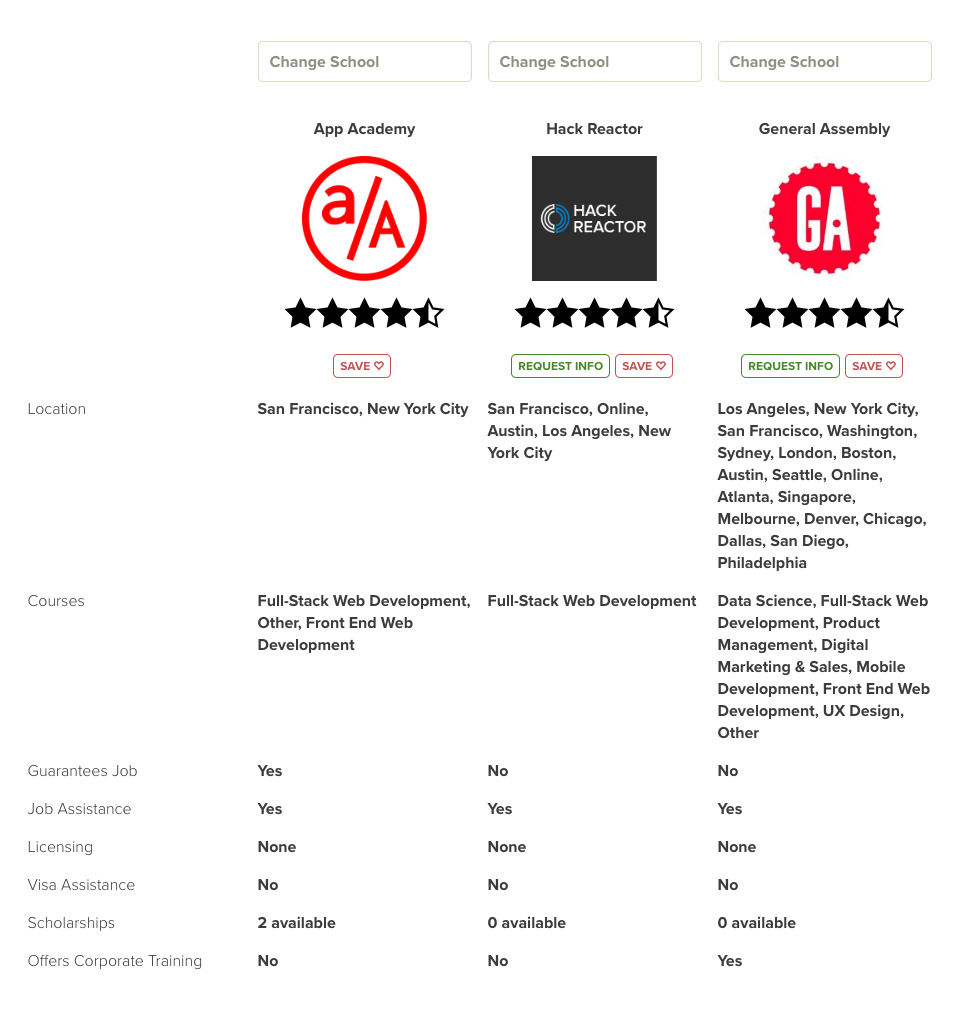 Change School
Change School
Change School
App Academy
Hack Reactor
General Assembly
a/A
HACK
REACTOR
GA
SAVE
REQUEST INFO
SAVE
REQUEST INFO
SAVE
Location
San Francisco, New York City
San Francisco, Online,
Austin, Los Angeles, New
York City
Los Angeles, New York City,
San Francisco, Washington,
Sydney, London, Boston,
Austin, Seattle, Online,
Atlanta, Singapore,
Melbourne, Denver, Chicago,
Dallas, San Diego,
Philadelphia
Courses
Full-Stack Web Development,
Other, Front End Web
Development
Full-Stack Web Development
Data Science, Full-Stack Web
Development, Product
Management, Digital
Marketing & Sales, Mobile
Development, Front End Web
Development, UX Design,
Other
Guarantees Job
Yes
No
No
Job Assistance
Yes
Yes
Yes
Licensing
None
None
None
Visa Assistance
No
No
No
Scholarships
2 available
0 available
0 available
Offers Corporate Training
No
No
Yes